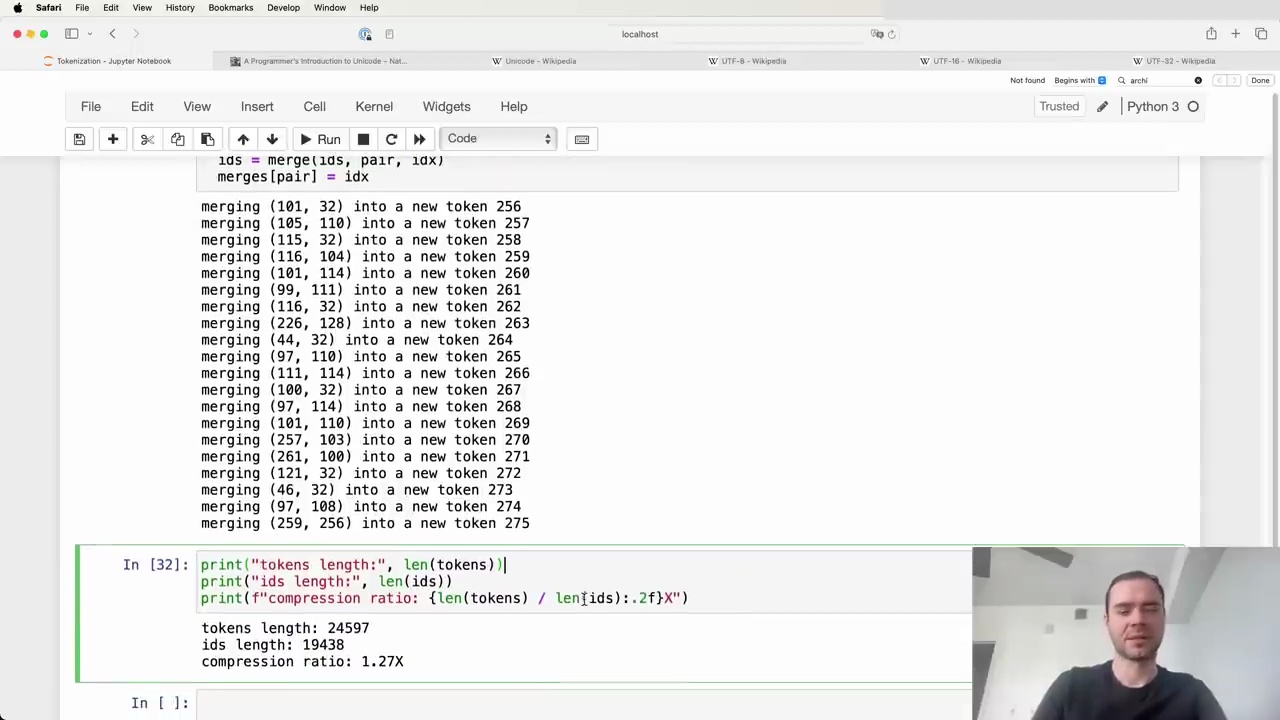 Safari File Edit View History Bookmarks Develop Window Help
localhost
Tokenization - Jupyter Notebook
A Programmer's Introduction to Unicode – Nat...
Unicode - Wikipedia
UTF-8 - Wikipedia
UTF-16 - Wikipedia
UTF-32 - Wikipedia
Not found Begins with archi Done
File Edit View Insert Cell Kernel Widgets Help Trusted Python 3
Run Code
ids = merge(ids, pair, idx)
merges[pair] = idx
merging (101, 32) into a new token 256
merging (105, 110) into a new token 257
merging (115, 32) into a new token 258
merging (116, 104) into a new token 259
merging (101, 114) into a new token 260
merging (99, 111) into a new token 261
merging (116, 32) into a new token 262
merging (226, 128) into a new token 263
merging (44, 32) into a new token 264
merging (97, 110) into a new token 265
merging (111, 114) into a new token 266
merging (100, 32) into a new token 267
merging (97, 114) into a new token 268
merging (101, 110) into a new token 269
merging (257, 103) into a new token 270
merging (261, 100) into a new token 271
merging (121, 32) into a new token 272
merging (46, 32) into a new token 273
merging (97, 108) into a new token 274
merging (259, 256) into a new token 275
In [32]: print("tokens length:", len(tokens))
print("ids length:", len(ids))
print(f"compression ratio: {len(tokens) / len(ids):.2f}X")
tokens length: 24597
ids length: 19438
compression ratio: 1.27X
In [ ]: